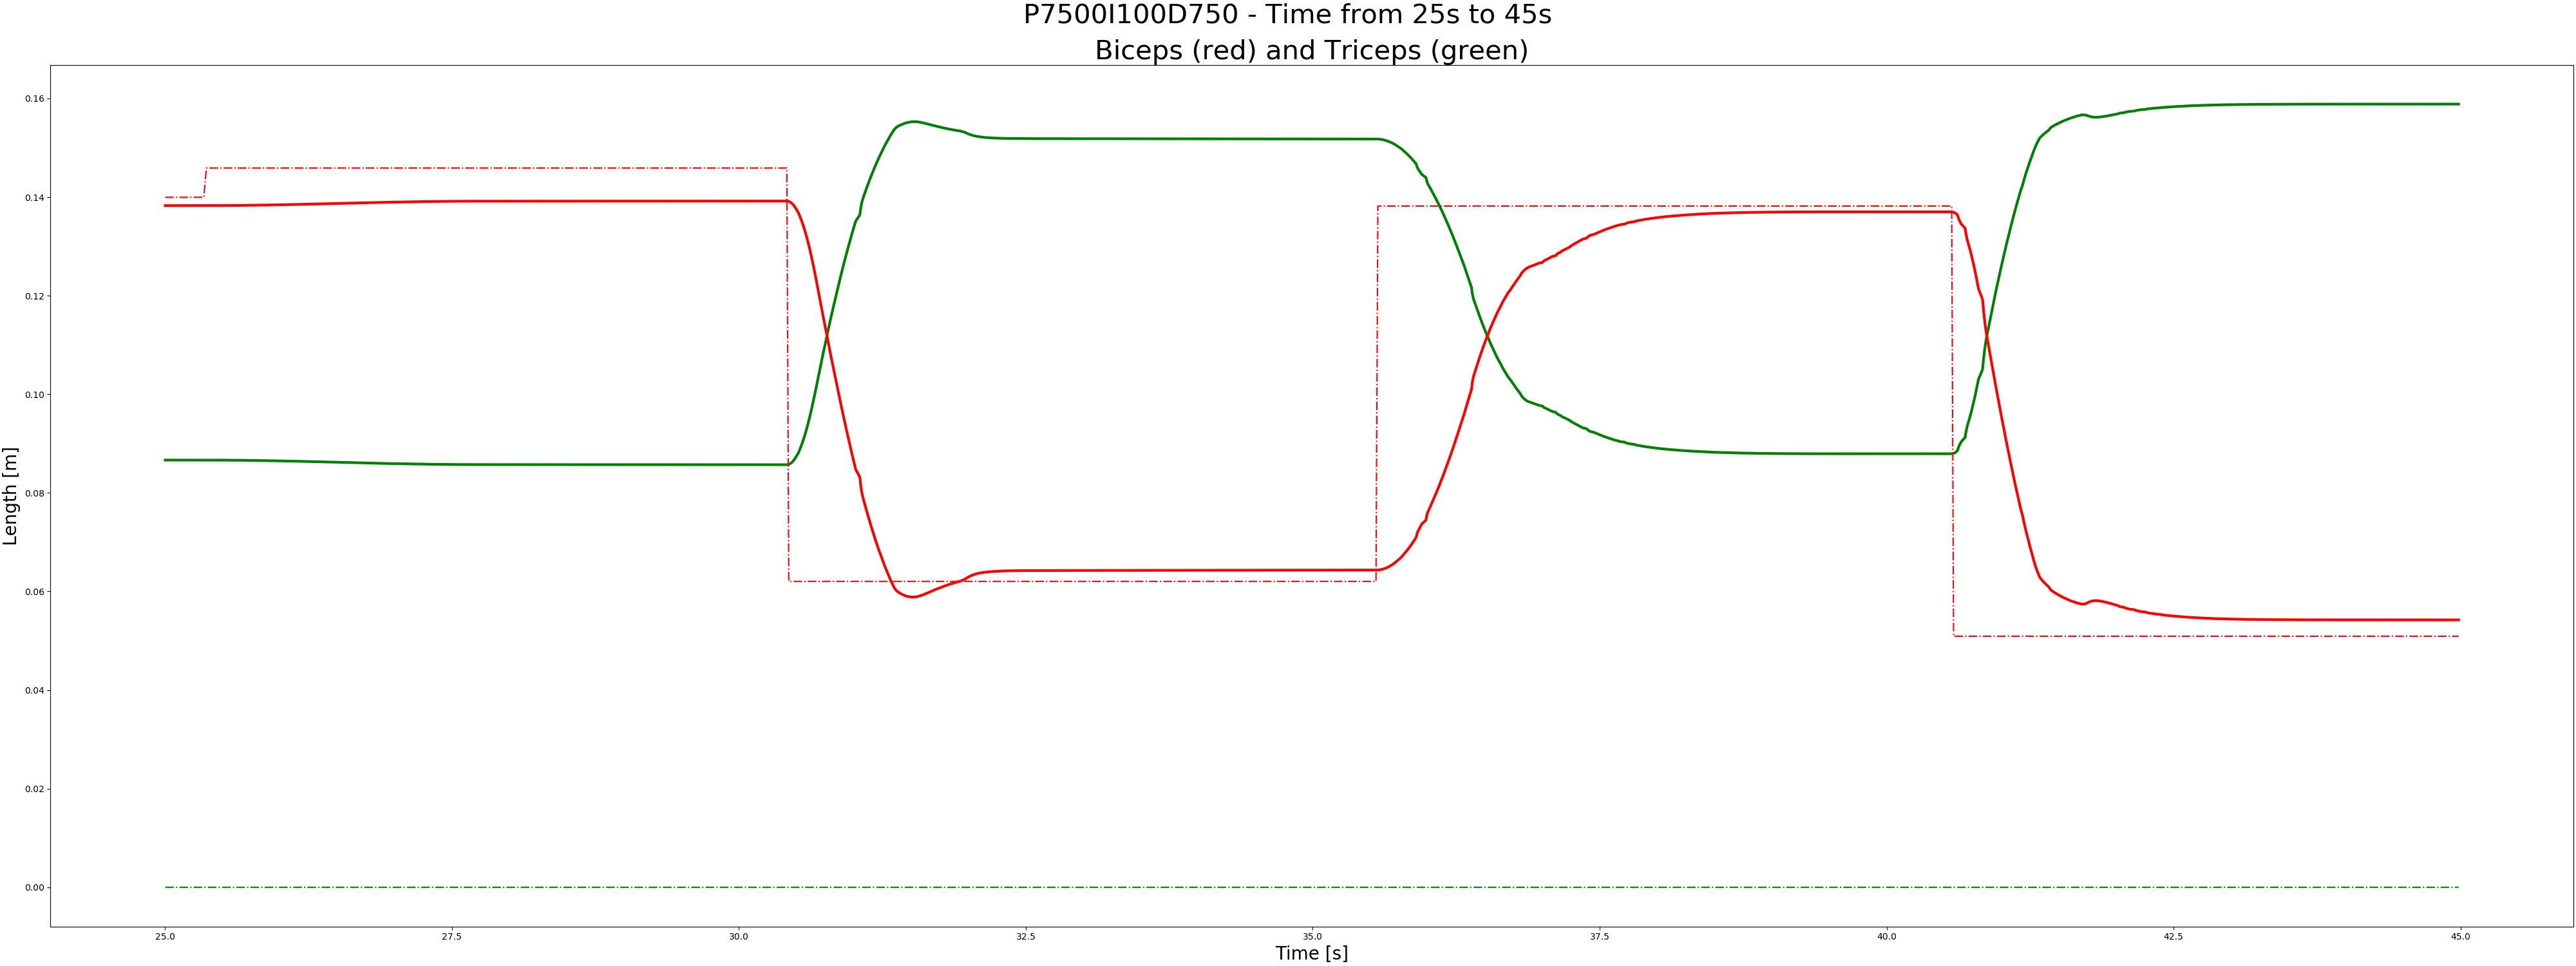 P7500I100D750 - Time from 25s to 45s
Biceps (red) and Triceps (green)
0.16
0.14
0.12
0.10
0.08
0.06
0.04
0.02
0.00
Length [m]
25.0 27.5 30.0 32.5 35.0 37.5 40.0 42.5 45.0
Time [s]